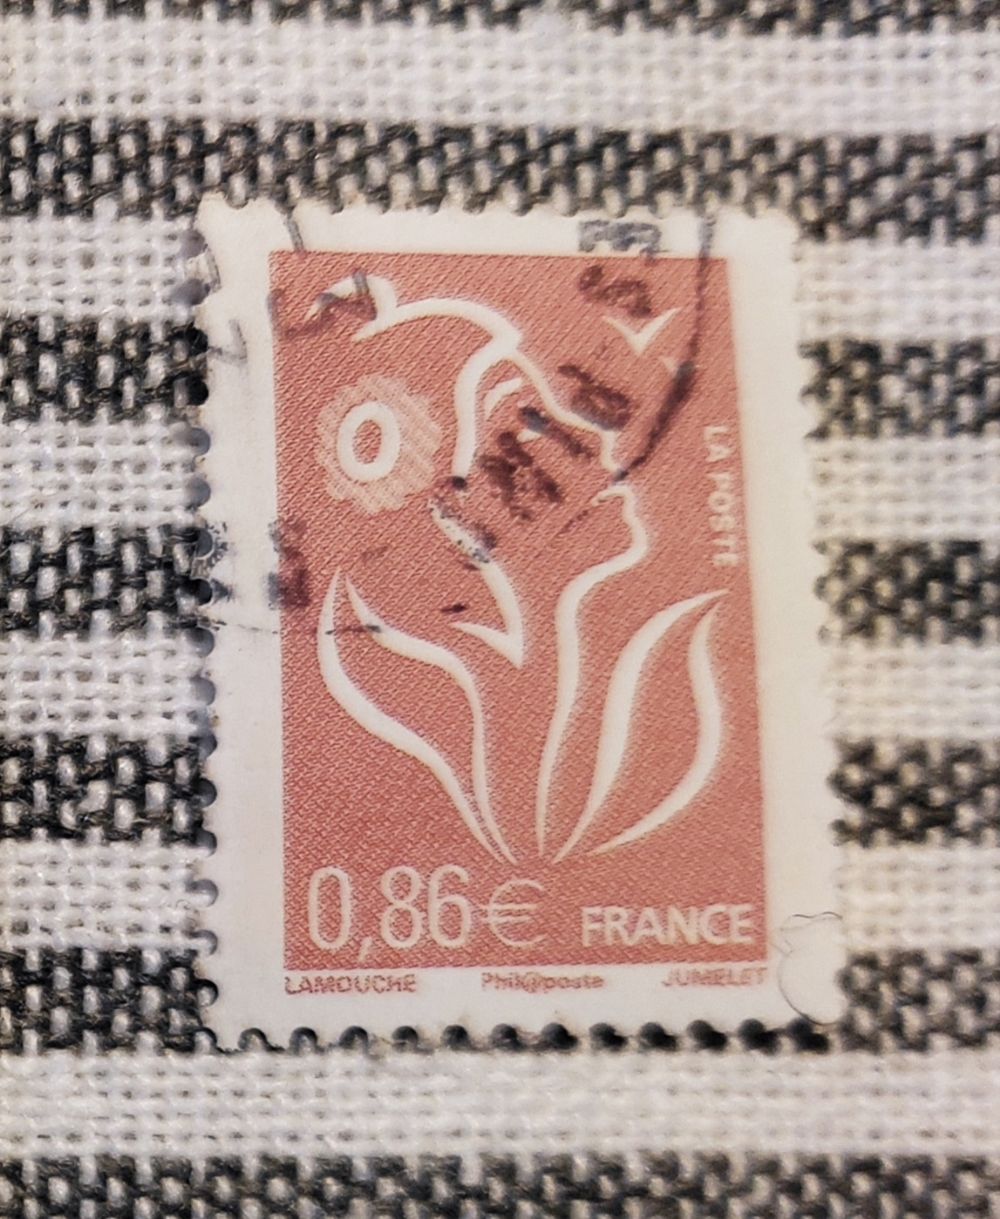 LA POSTE
0,86€
FRANCE
LAMOUCHE
Phil@poste
JUMELET